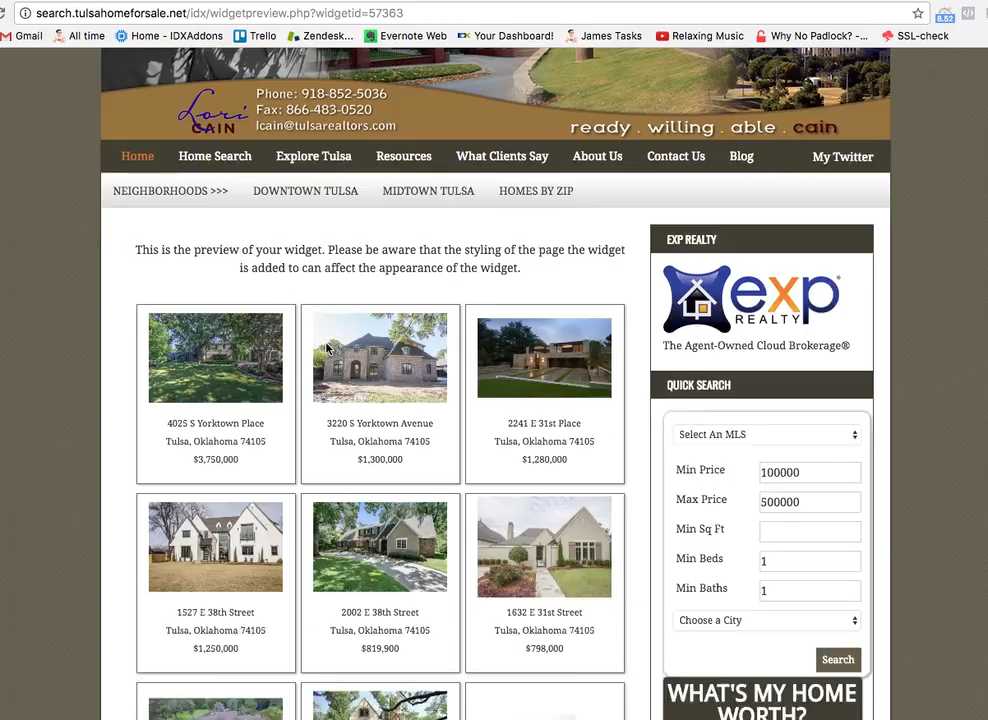 search.tulsahomeforsale.net/idx/widgetpreview.php?widgetid=57363
8.52
Gmail All time Home - IDXAddons Trello Zendesk... Evernote Web Your Dashboard! James Tasks Relaxing Music Why No Padlock? -... SSL-check
Lori
CAIN
Phone: 918-852-5036
Fax: 866-483-0520
lcain@tulsarealtors.com
ready . willing . able . cain
Home Home Search Explore Tulsa Resources What Clients Say About Us Contact Us Blog My Twitter
NEIGHBORHOODS >>> DOWNTOWN TULSA MIDTOWN TULSA HOMES BY ZIP
This is the preview of your widget. Please be aware that the styling of the page the widget
is added to can affect the appearance of the widget.
4025 S Yorktown Place
Tulsa, Oklahoma 74105
$3,750,000
3220 S Yorktown Avenue
Tulsa, Oklahoma 74105
$1,300,000
2241 E 31st Place
Tulsa, Oklahoma 74105
$1,280,000
1527 E 38th Street
Tulsa, Oklahoma 74105
$1,250,000
2002 E 38th Street
Tulsa, Oklahoma 74105
$819,900
1632 E 31st Street
Tulsa, Oklahoma 74105
$798,000
EXP REALTY
exp®
REALTY
The Agent-Owned Cloud Brokerage®
QUICK SEARCH
Select An MLS
Min Price 100000
Max Price 500000
Min Sq Ft
Min Beds 1
Min Baths 1
Choose a City
Search
WHAT'S MY HOME
WORTH?